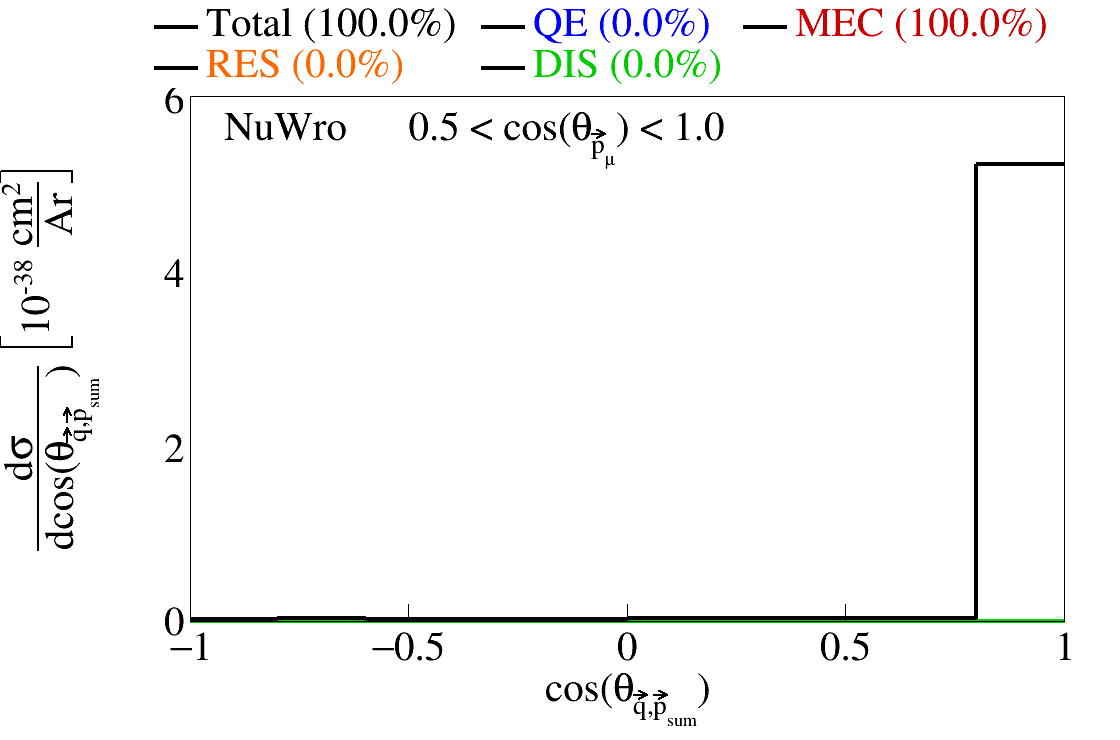 Total (100.0%) QE (0.0%) MEC (100.0%)
RES (0.0%) DIS (0.0%)
NuWro 0.5 < cos(θp⃗μ) < 1.0
dσ/dcos(θq⃗,p⃗sum) [10-38 cm2/Ar]
6
4
2
0
−1 −0.5 0 0.5 1
cos(θq⃗,p⃗sum)